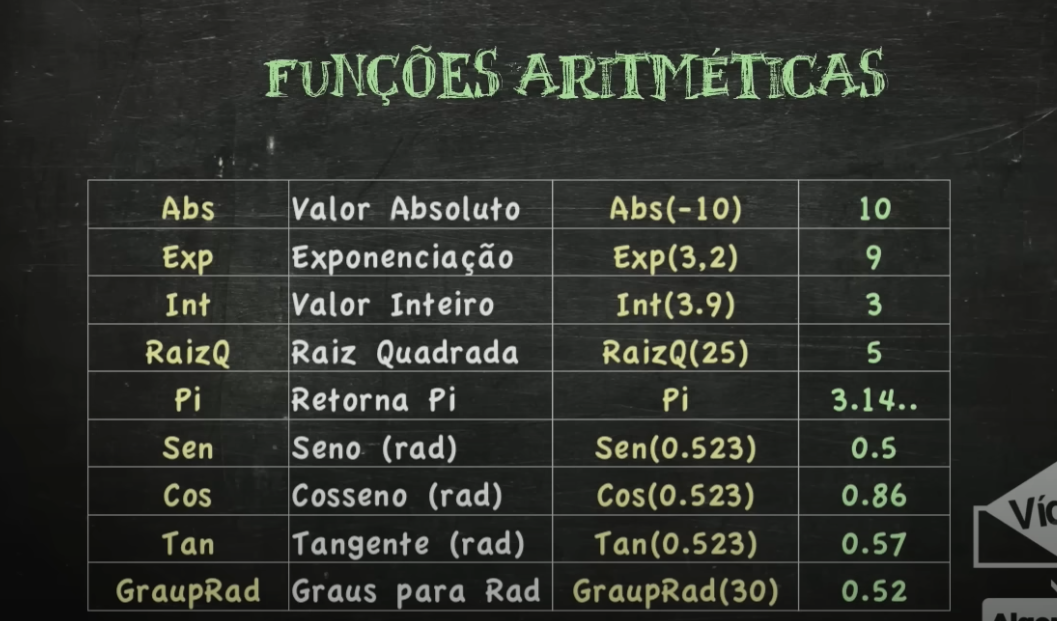 FUNÇÕES ARITMÉTICAS
Abs Valor Absoluto Abs(-10) 10
Exp Exponenciação Exp(3,2) 9
Int Valor Inteiro Int(3.9) 3
RaizQ Raiz Quadrada RaizQ(25) 5
Pi Retorna Pi Pi 3.14..
Sen Seno (rad) Sen(0.523) 0.5
Cos Cosseno (rad) Cos(0.523) 0.86
Tan Tangente (rad) Tan(0.523) 0.57
GraupRad Graus para Rad GraupRad(30) 0.52